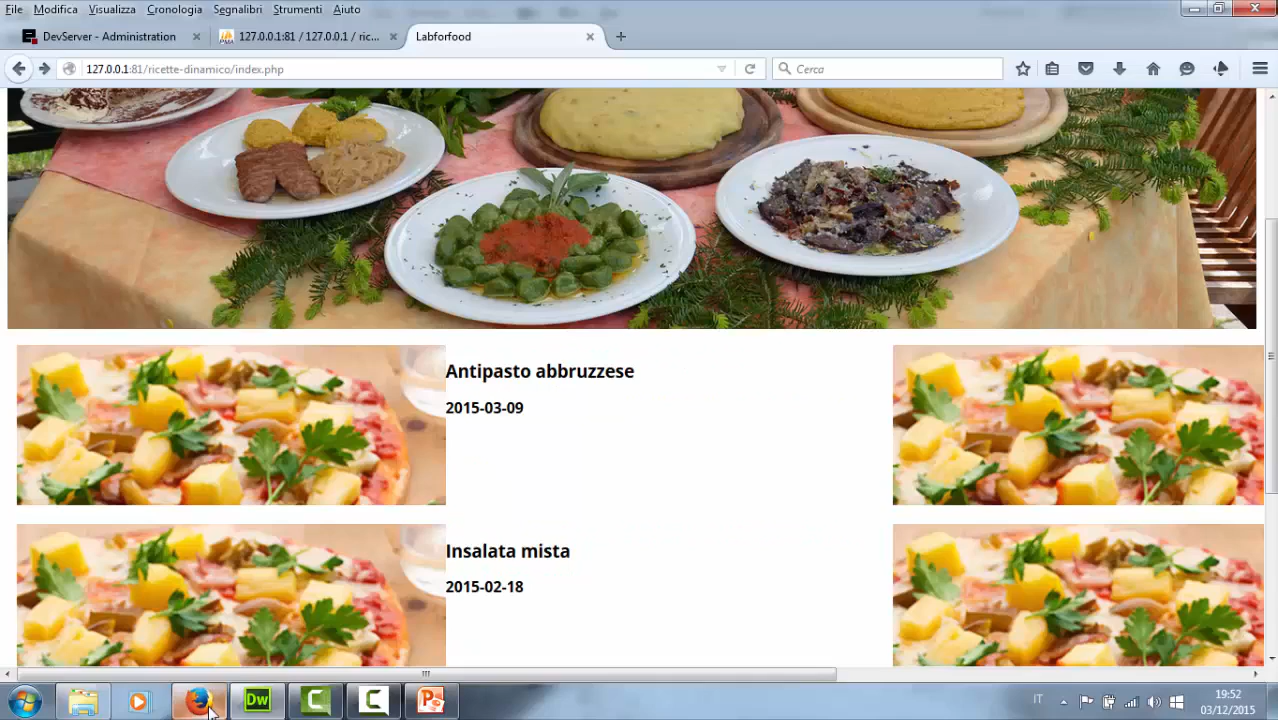 File Modifica Visualizza Cronologia Segnalibri Strumenti Aiuto
DevServer - Administration
127.0.0.1:81 / 127.0.0.1 / ric...
Labforfood
127.0.0.1:81/ricette-dinamico/index.php
Cerca
Antipasto abbruzzese
2015-03-09
Insalata mista
2015-02-18
Dw
IT
19:52
03/12/2015